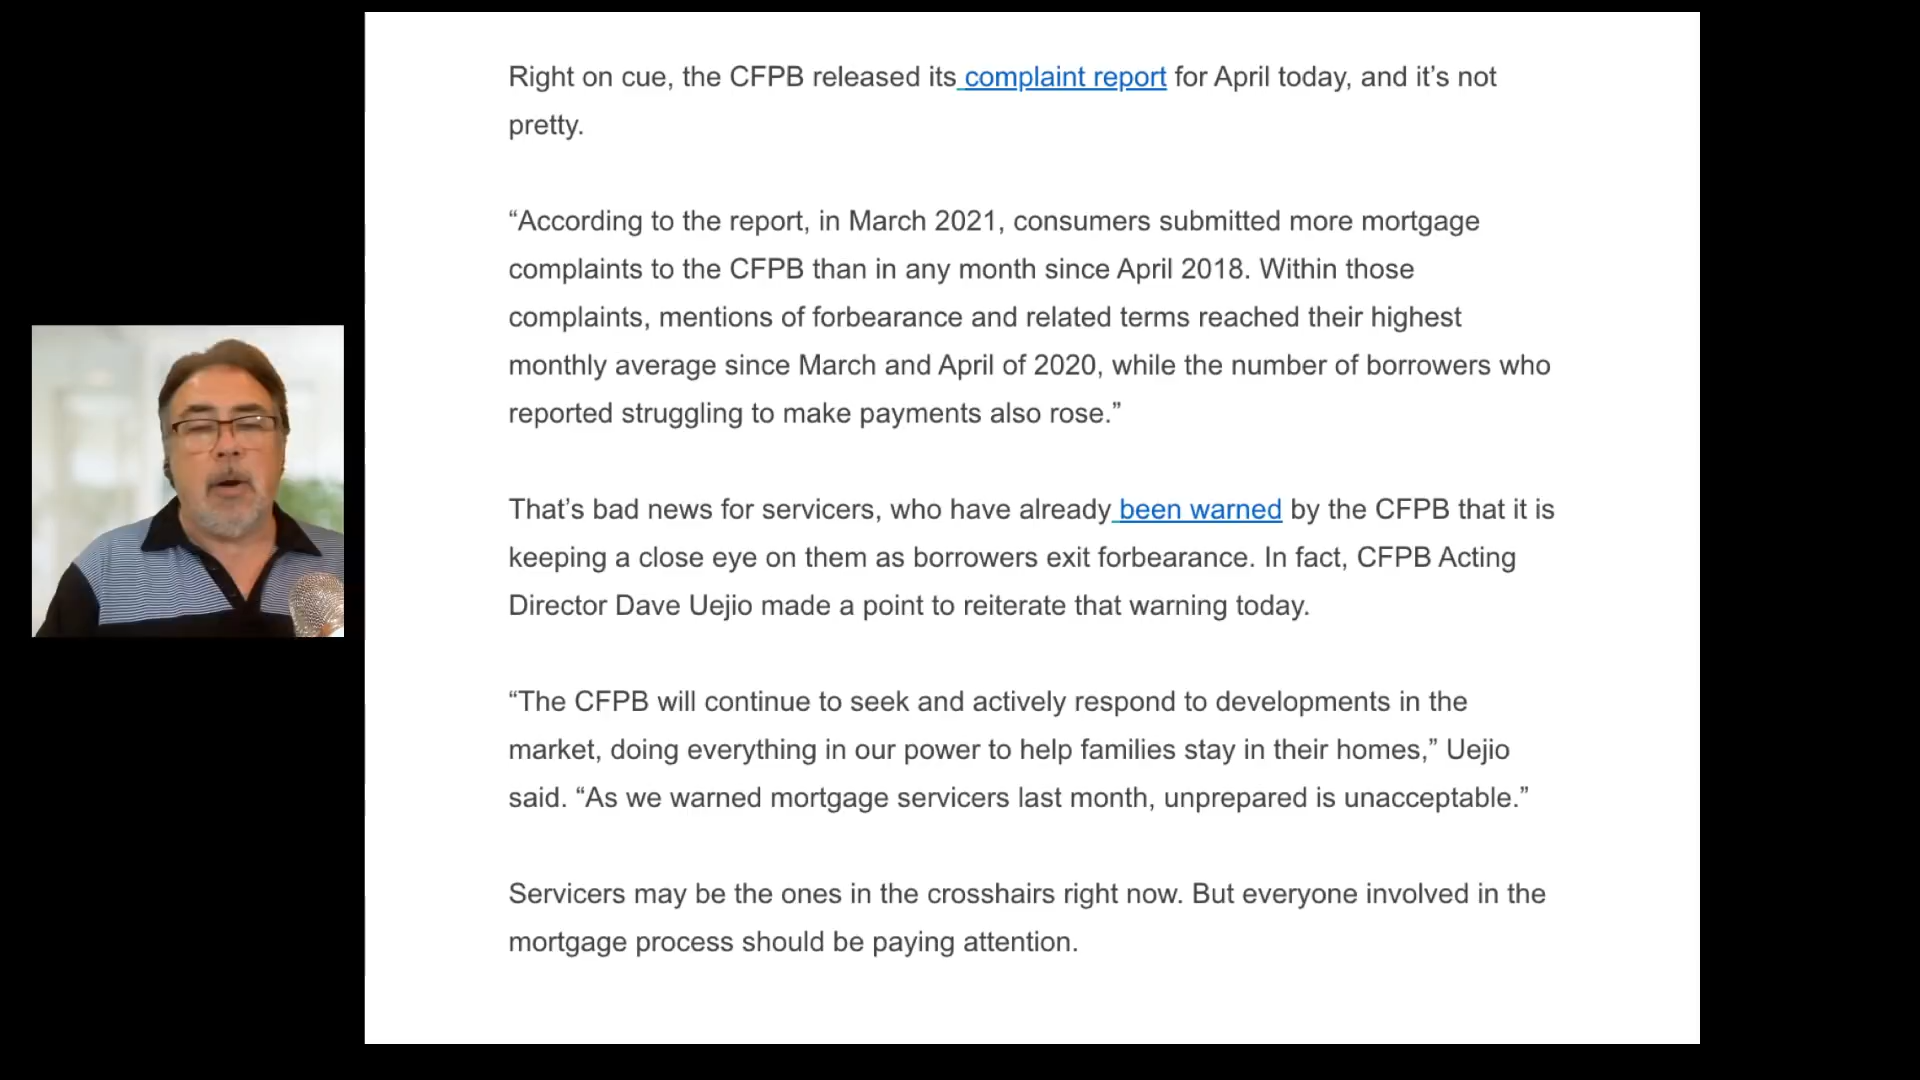 Right on cue, the CFPB released its complaint report for April today, and it’s not
pretty.
“According to the report, in March 2021, consumers submitted more mortgage
complaints to the CFPB than in any month since April 2018. Within those
complaints, mentions of forbearance and related terms reached their highest
monthly average since March and April of 2020, while the number of borrowers who
reported struggling to make payments also rose.”
That’s bad news for servicers, who have already been warned by the CFPB that it is
keeping a close eye on them as borrowers exit forbearance. In fact, CFPB Acting
Director Dave Uejio made a point to reiterate that warning today.
“The CFPB will continue to seek and actively respond to developments in the
market, doing everything in our power to help families stay in their homes,” Uejio
said. “As we warned mortgage servicers last month, unprepared is unacceptable.”
Servicers may be the ones in the crosshairs right now. But everyone involved in the
mortgage process should be paying attention.